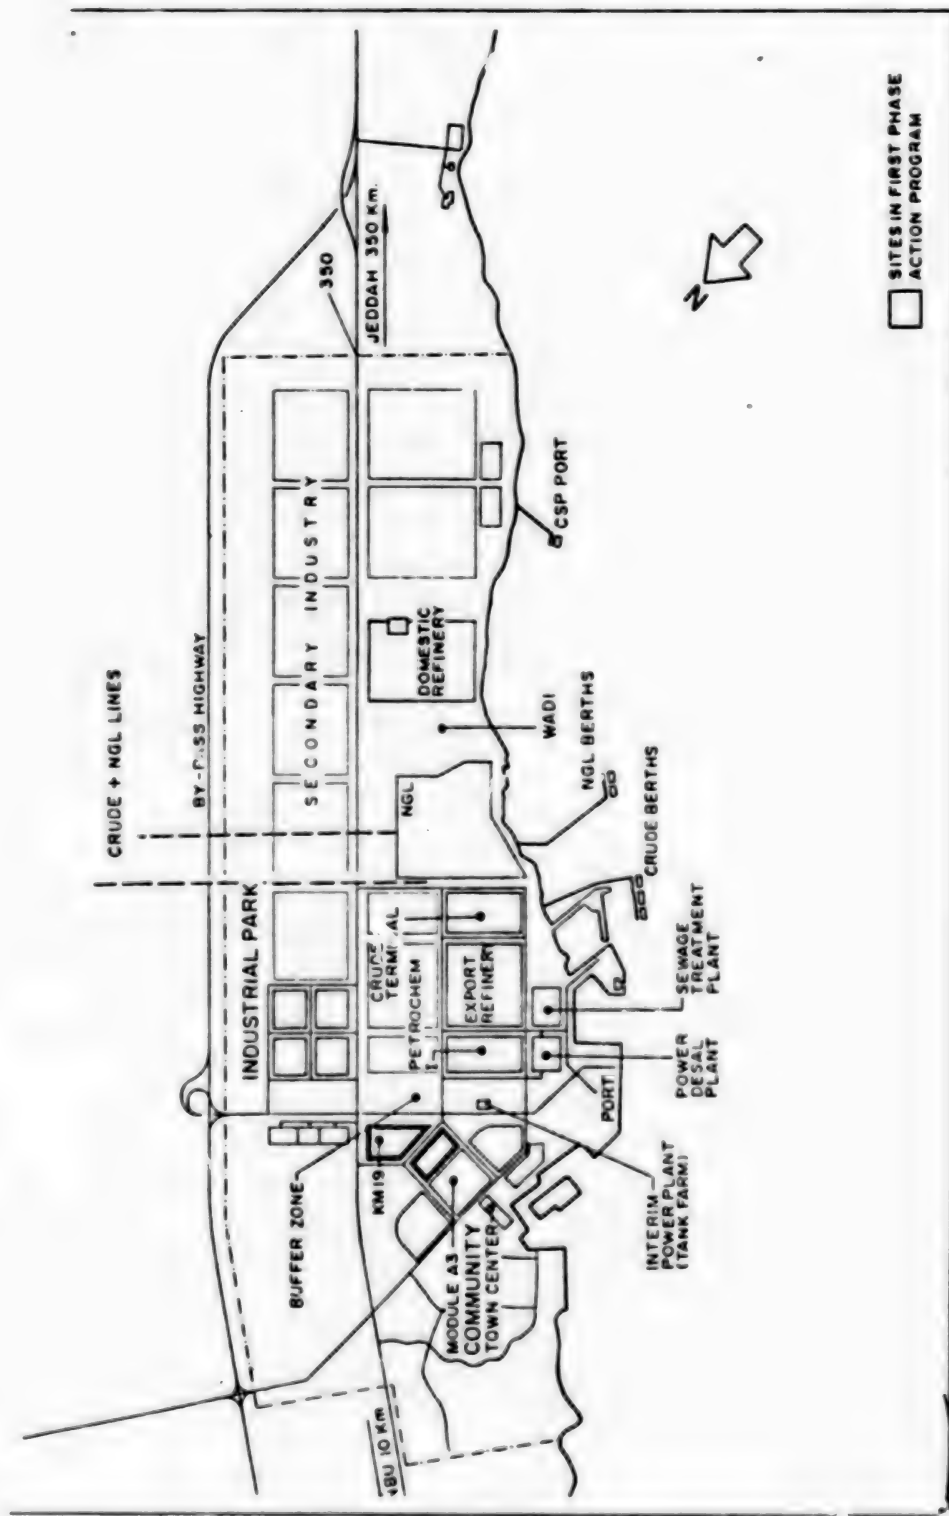 CRUDE + NGL LINES
BY-PASS HIGHWAY
INDUSTRIAL PARK
SECONDARY INDUSTRY
350
JEDDAH 350 Km.
BUFFER ZONE
KM19
PETROCHEM
CRUDE
TERMINAL
NGL
DOMESTIC
REFINERY
EXPORT
REFINERY
MODULE A3
COMMUNITY
TOWN CENTER
10 Km
WADI
CSP PORT
NGL BERTHS
CRUDE BERTHS
PORT
INTERIM
POWER PLANT
(TANK FARM)
POWER
DESAL
PLANT
SEWAGE
TREATMENT
PLANT
N
SITES IN FIRST PHASE
ACTION PROGRAM